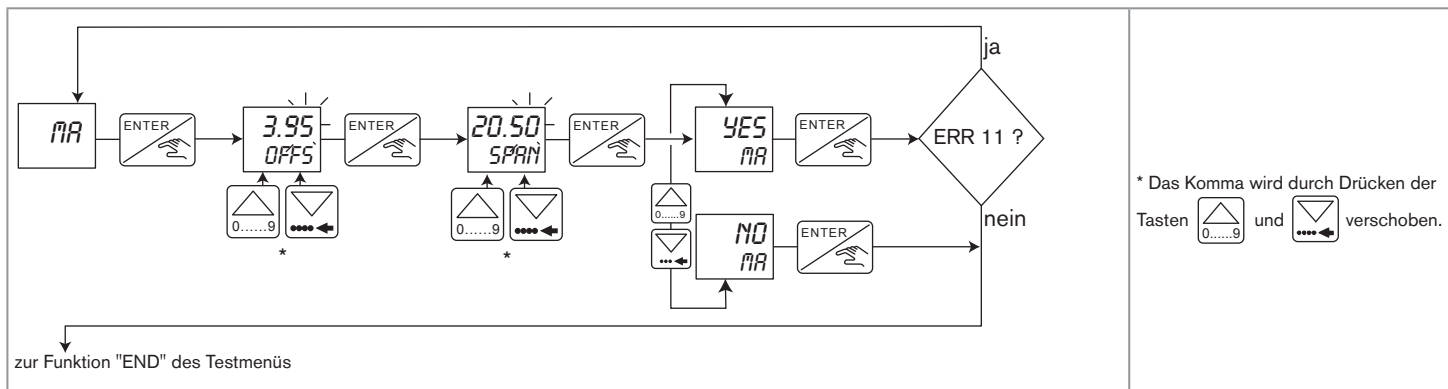 ja
MA
ENTER
3.95
OFFS
ENTER
20.50
SPAN
ENTER
YES
MA
ENTER
ERR 11 ?
0......9
0......9
0......9
nein
NO
MA
ENTER
*
*
zur Funktion "END" des Testmenüs
* Das Komma wird durch Drücken der
Tasten 0......9 und verschoben.